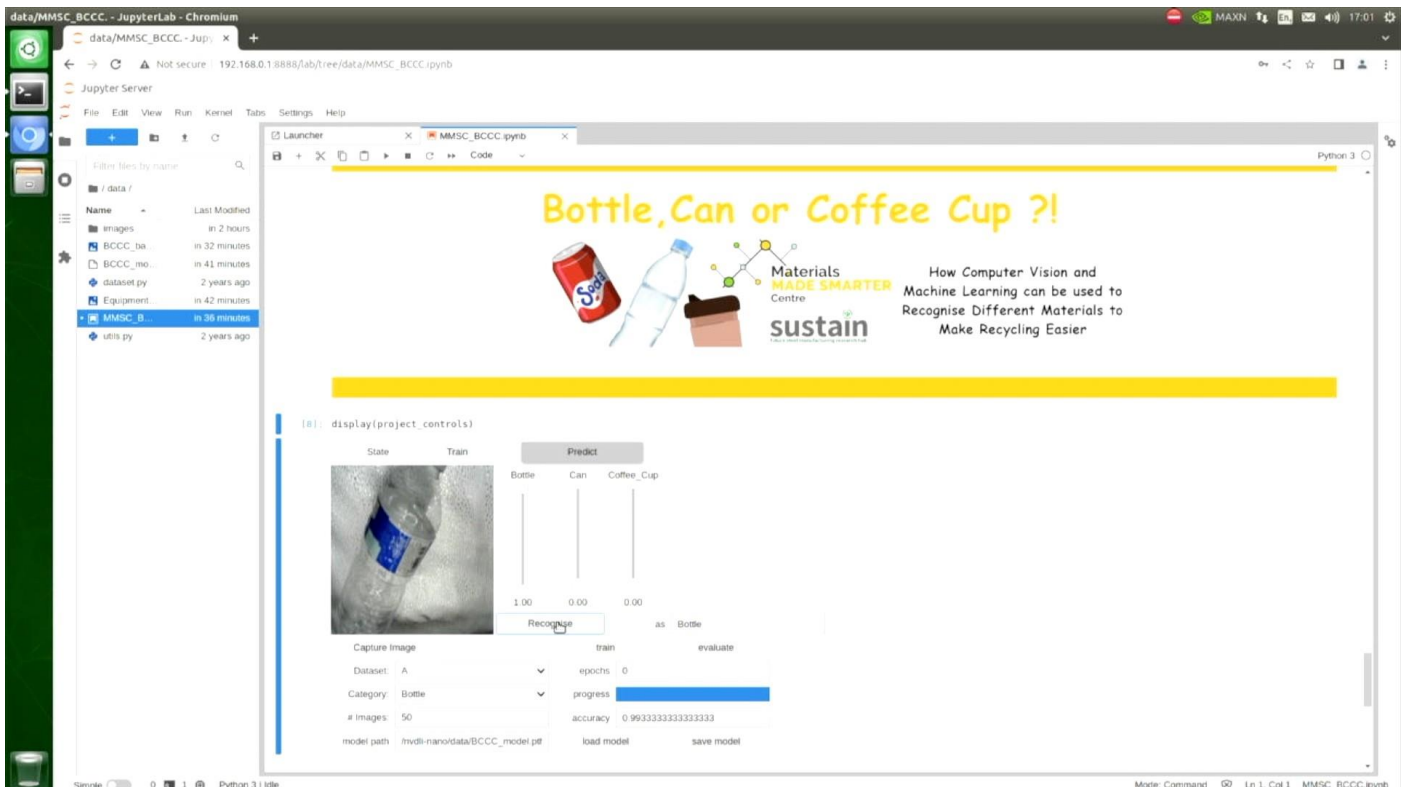 data/MMSC_BCCC. - JupyterLab - Chromium
MAXN En 17:01
data/MMSC_BCCC. - Jup
Not secure 192.168.0.1:8888/lab/tree/data/MMSC_BCCC.ipynb
Jupyter Server
File Edit View Run Kernel Tabs Settings Help
Launcher MMSC_BCCC.ipynb
Code Python 3
Filter files by name
/ data /
Name Last Modified
images in 2 hours
BCCC_ba... in 32 minutes
BCCC_mo... in 41 minutes
dataset.py 2 years ago
Equipment... in 42 minutes
MMSC_B... in 36 minutes
utils.py 2 years ago
Bottle, Can or Coffee Cup ?!
Soda
Materials
MADE SMARTER
Centre
sustain
How Computer Vision and
Machine Learning can be used to
Recognise Different Materials to
Make Recycling Easier
[8]: display(project_controls)
State Train Predict
Bottle Can Coffee_Cup
1.00 0.00 0.00
Recognise as Bottle
Capture Image train evaluate
Dataset: A epochs 0
Category: Bottle progress
# Images: 50 accuracy 0.9933333333333333
model path /nvdli-nano/data/BCCC_model.pth load model save model
Simple 0 1 Python 3 | Idle Mode: Command Ln 1, Col 1 MMSC_BCCC.ipynb